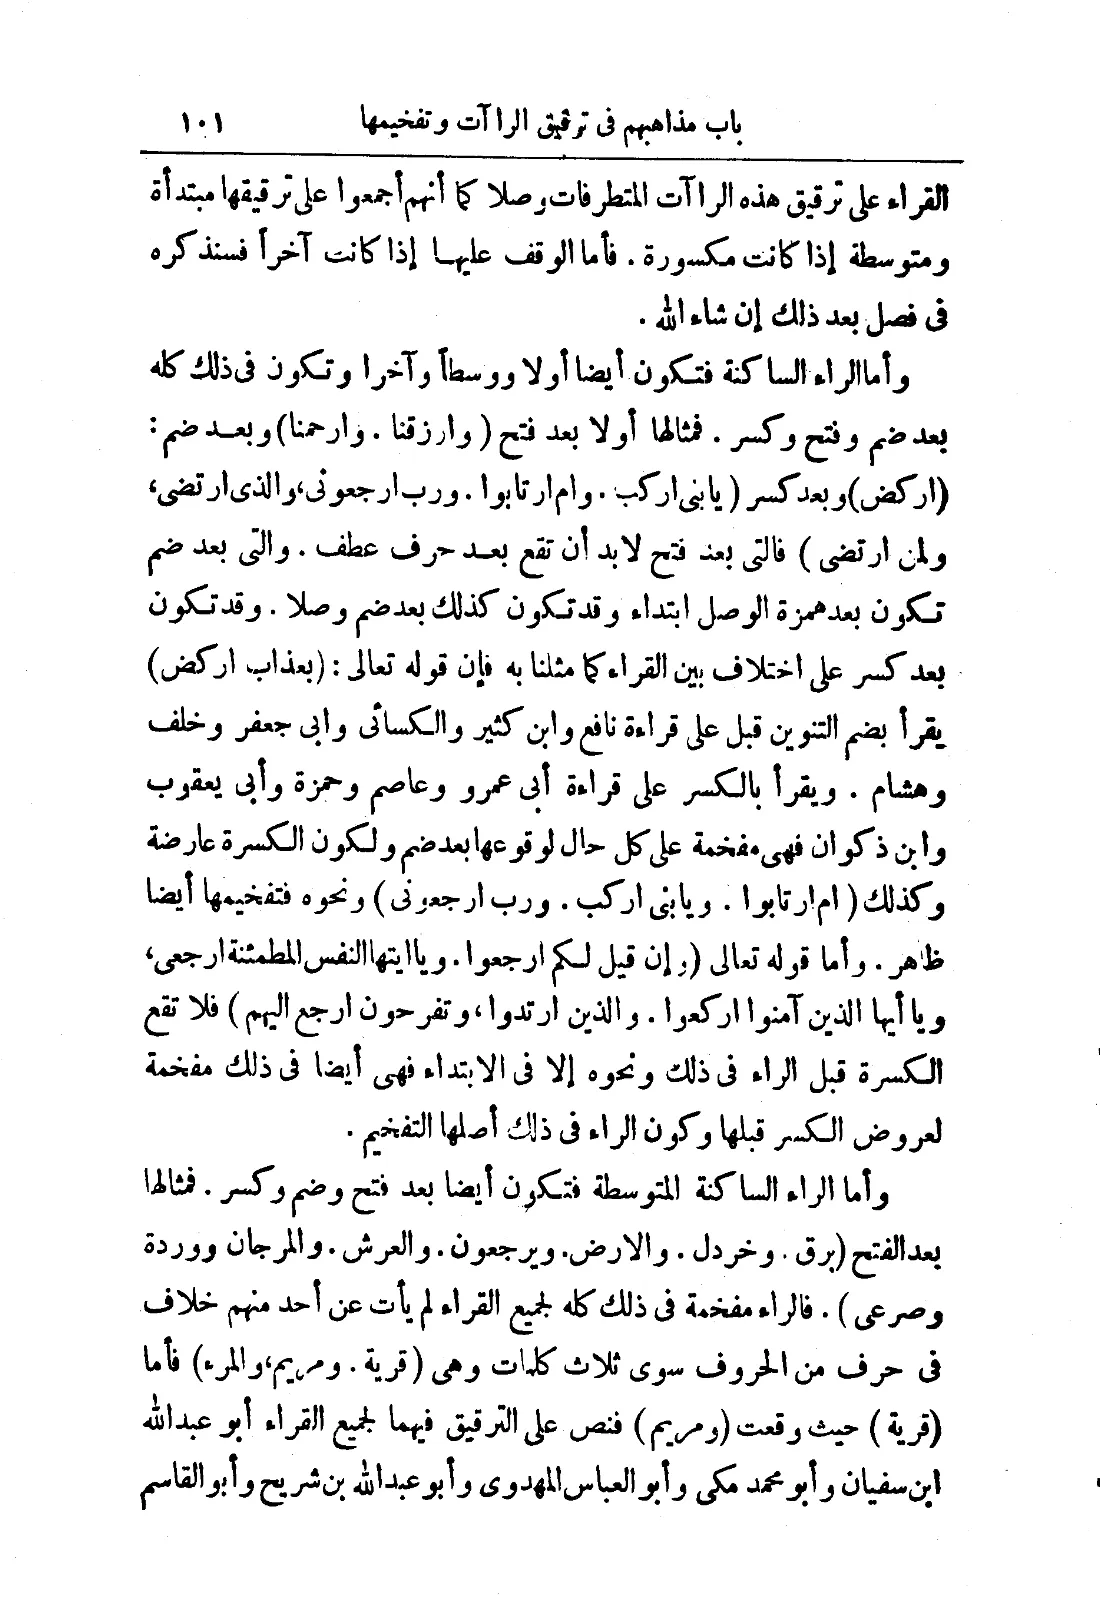 باب مذاهبهم فى ترقيق الراآت وتفخيمها ١٠١
القراء على ترقيق هذه الراآت المتطرفات وصلا كما أنهم أجمعوا على ترقيقها مبتدأة
ومتوسطة إذا كانت مكسورة . فأما الوقف عليها إذا كانت آخرأ فسنذكره
فى فصل بعد ذلك إن شاء الله .
وأما الراء الساكنة فتكون أيضا أولا ووسطأ وآخرا وتكون فى ذلك كله
بعد ضم وفتح وكسر . فمثالها أولا بعد فتح ( وارزقنا . وارحمنا) وبعد ضم :
(اركض) وبعد كسر ( يا بنى اركب . وام ارتابوا . ورب ارجعونى، والذى ارتضى،
ولمن ارتضى ) فالتى بعد فتح لابد أن تقع بعد حرف عطف . والتى بعد ضم
تكون بعد همزة الوصل ابتداء وقد تكون كذلك بعد ضم وصلا . وقد تكون
بعد كسر على اختلاف بين القراء كما مثلنا به فإن قوله تعالى : (بعذاب اركض)
يقرأ بضم التنوين قبل على قراءة نافع وابن كثير والكسائى وابى جعفر وخلف
وهشام . ويقرأ بالكسر على قراءة أبى عمرو وعاصم وحمزة وأبى يعقوب
وابن ذكوان فهى مفخمة على كل حال لوقوعها بعد ضم ولكون الكسرة عارضة
وكذلك ( ام ارتابوا . ويا بنى اركب . ورب ارجعونى ) ونحوه فتفخيمها أيضا
ظاهر . وأما قوله تعالى (وإن قيل لكم ارجعوا . ويا ايتها النفس المطمئنة ارجعى،
ويا أيها الذين آمنوا اركعوا . والذين ارتدوا ، وتفرحون ارجع اليهم ) فلا تقع
الكسرة قبل الراء فى ذلك ونحوه إلا فى الابتداء فهى أيضا فى ذلك مفخمة
لعروض الكسر قبلها وكون الراء فى ذلك أصلها التفخيم .
وأما الراء الساكنة المتوسطة فتكون أيضا بعد فتح وضم وكسر . فمثالها
بعد الفتح (برق . وخردل . والارض. ويرجعون. والعرش. والمرجان ووردة
وصرعى ) . فالراء مفخمة فى ذلك كله لجميع القراء لم يأت عن أحد منهم خلاف
فى حرف من الحروف سوى ثلاث كلمات وهى ( قرية . ومريم، والمرء ) فأما
(قرية ) حيث وقعت (ومريم ) فنص على الترقيق فيهما لجميع القراء أبو عبدالله
ابن سفيان وأبو محمد مكى وأبو العباس المهدوى وأبو عبدالله بن شريح وأبو القاسم